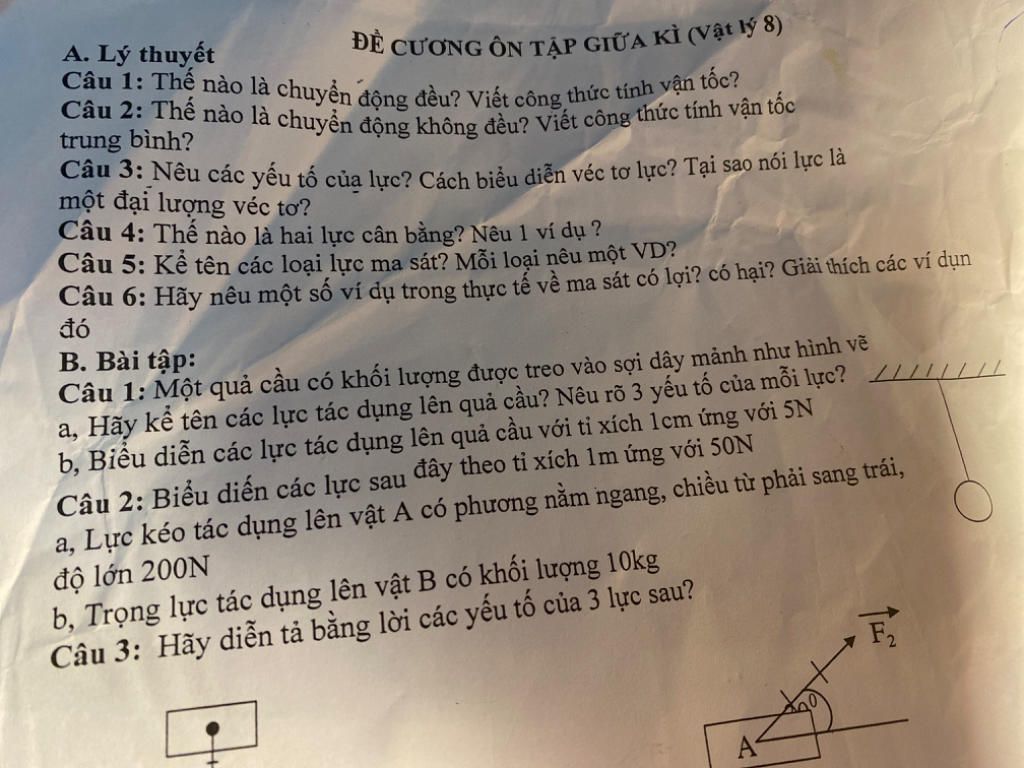 ĐỀ CƯƠNG ÔN TẬP GIỮA KÌ (Vật lý 8)
A. Lý thuyết
Câu 1: Thế nào là chuyển động đều? Viết công thức tính vận tốc?
Câu 2: Thế nào là chuyển động không đều? Viết công thức tính vận tốc
trung bình?
Câu 3: Nêu các yếu tố của lực? Cách biểu diễn véc tơ lực? Tại sao nói lực là
một đại lượng véc tơ?
Câu 4: Thế nào là hai lực cân bằng? Nêu 1 ví dụ ?
Câu 5: Kể tên các loại lực ma sát? Mỗi loại nêu một VD?
Câu 6: Hãy nêu một số ví dụ trong thực tế về ma sát có lợi? có hại? Giải thích các ví dụn
đó
B. Bài tập:
Câu 1: Một quả cầu có khối lượng được treo vào sợi dây mảnh như hình vẽ
a, Hãy kể tên các lực tác dụng lên quả cầu? Nêu rõ 3 yếu tố của mỗi lực?
b, Biểu diễn các lực tác dụng lên quả cầu với tỉ xích 1cm ứng với 5N
Câu 2: Biểu diến các lực sau đây theo tỉ xích 1m ứng với 50N
a, Lực kéo tác dụng lên vật A có phương nằm ngang, chiều từ phải sang trái,
độ lớn 200N
b, Trọng lực tác dụng lên vật B có khối lượng 10kg
Câu 3: Hãy diễn tả bằng lời các yếu tố của 3 lực sau?
F₂
A